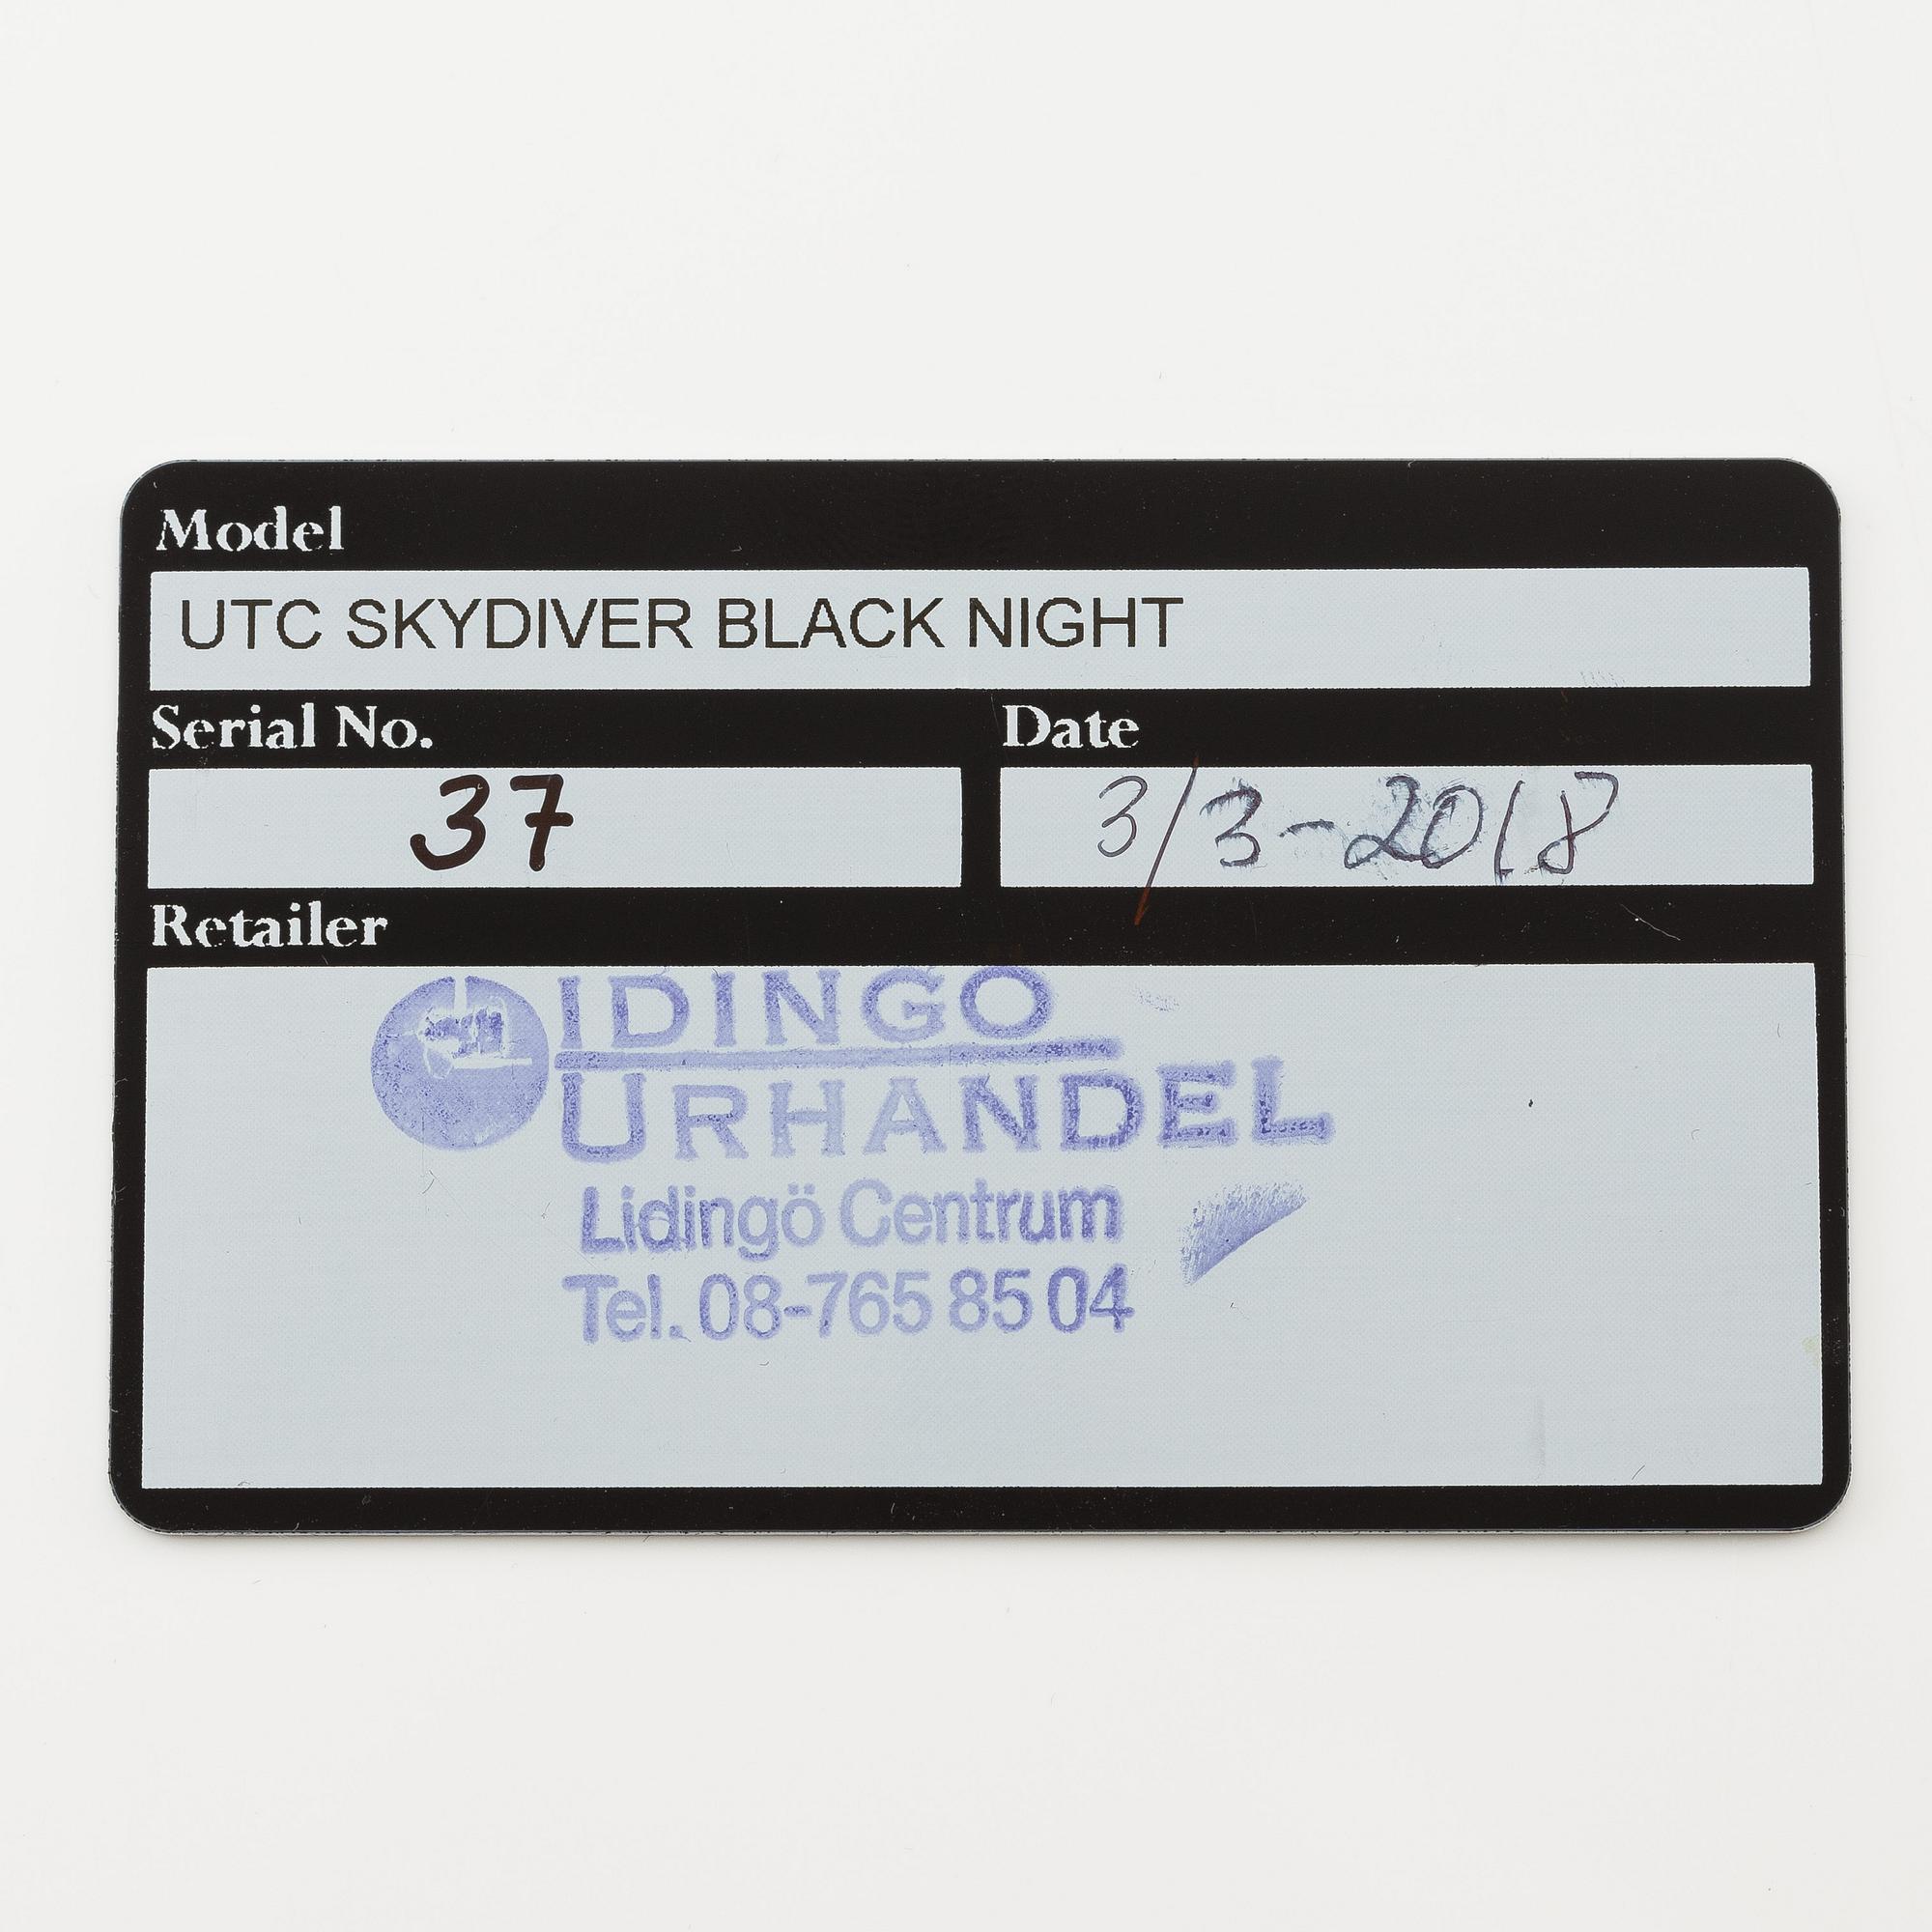 Model
UTC SKYDIVER BLACK NIGHT
Serial No. Date
37 3/3-2018
Retailer
LIDINGO
URHANDEL
Lidingö Centrum
Tel. 08-765 85 04